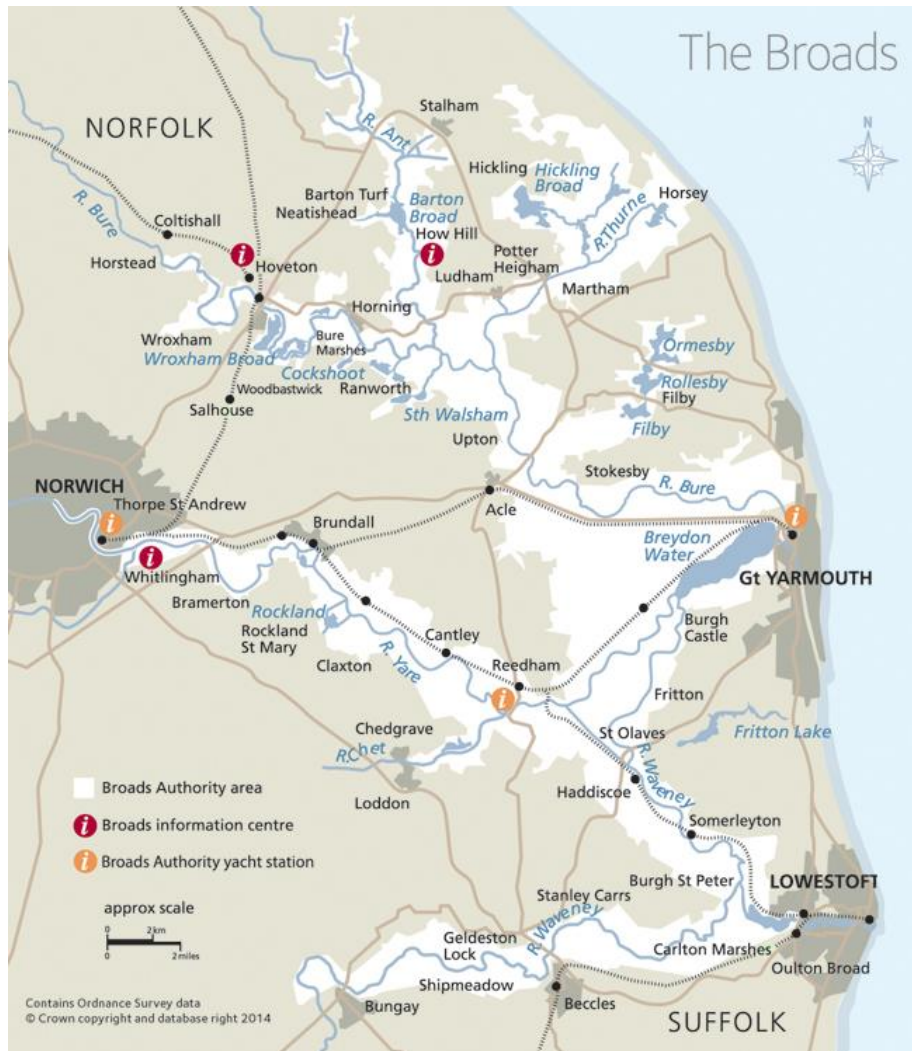 The Broads
NORFOLK
Stalham
R. Ant
N
Hickling
Hickling
Broad
Horsey
Barton Turf
Neatishead
Barton
Broad
R. Bure
Coltishall
How Hill
R.Thurne
i
Hoveton
i
Ludham
Potter
Heigham
Martham
Horstead
Horning
Wroxham
Bure
Marshes
Wroxham Broad
Cockshoot
Ranworth
Woodbastwick
Salhouse
Sth Walsham
Ormesby
Rollesby
Filby
Filby
Upton
Stokesby
R. Bure
NORWICH
Thorpe St Andrew
i
Brundall
Acle
i
Breydon
Water
Gt YARMOUTH
i
Whitlingham
Bramerton
Rockland
Rockland
St Mary
Cantley
Burgh
Castle
Claxton
R. Yare
Reedham
i
Fritton
Chedgrave
St Olaves
Fritton Lake
R.Chet
R.Waveney
Loddon
Haddiscoe
Somerleyton
Broads Authority area
i Broads information centre
i Broads Authority yacht station
Burgh St Peter
LOWESTOFT
Stanley Carrs
R.Waveney
approx scale
0 2km
0 2miles
Geldeston
Lock
Carlton Marshes
Oulton Broad
Shipmeadow
Bungay
Beccles
SUFFOLK
Contains Ordnance Survey data
© Crown copyright and database right 2014